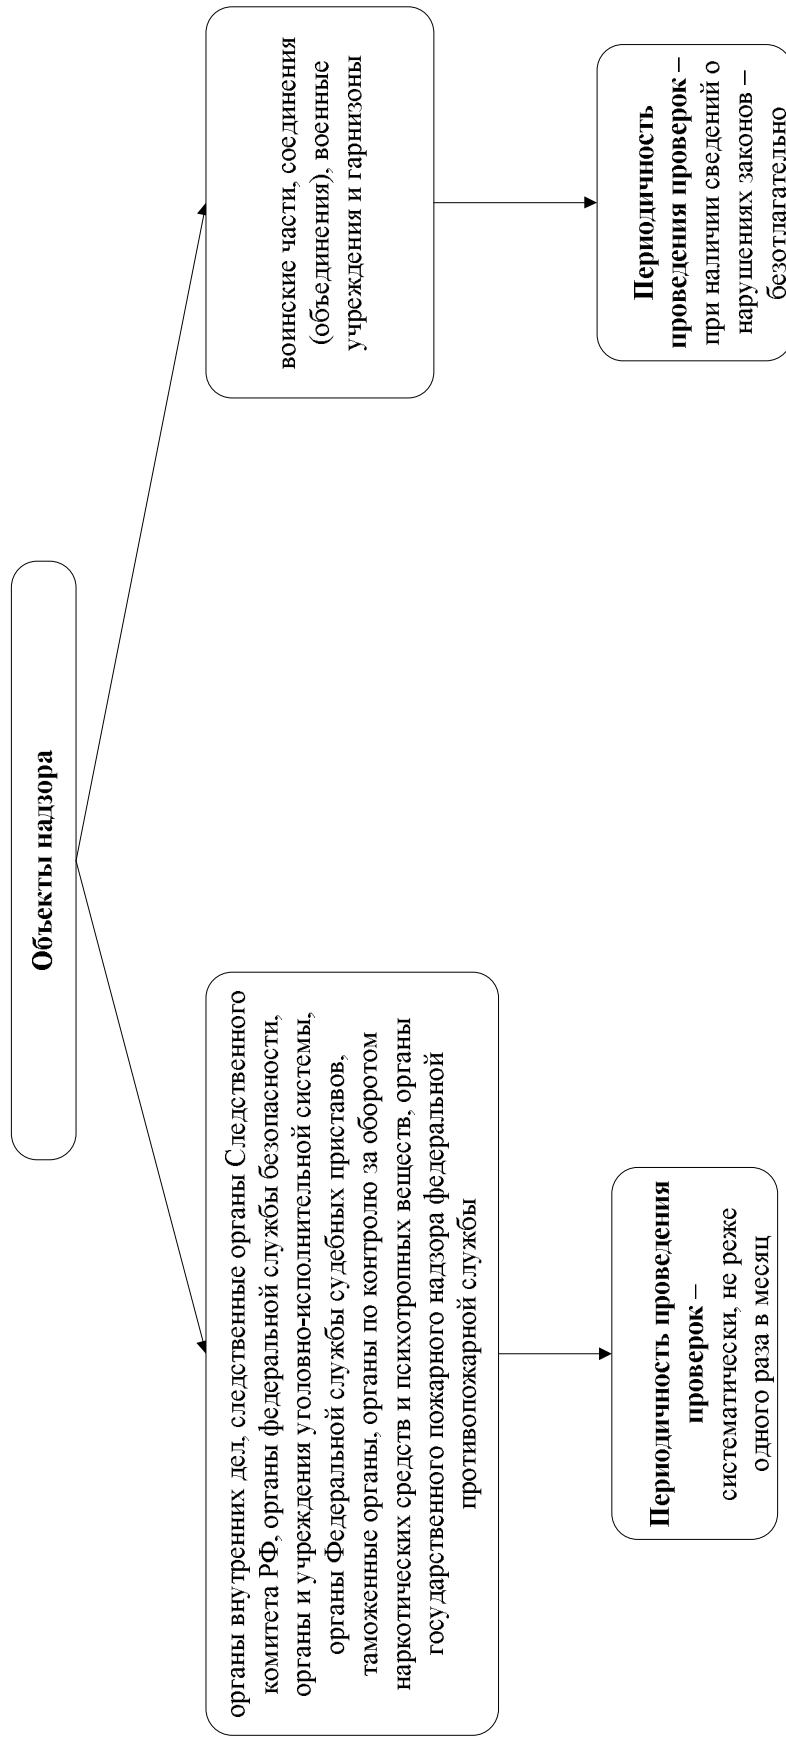 Объекты надзора
органы внутренних дел, следственные органы Следственного
комитета РФ, органы федеральной службы безопасности,
органы и учреждения уголовно-исполнительной системы,
органы Федеральной службы судебных приставов,
таможенные органы, органы по контролю за оборотом
наркотических средств и психотропных веществ, органы
государственного пожарного надзора федеральной
противопожарной службы
Периодичность проведения
проверок –
систематически, не реже
одного раза в месяц
воинские части, соединения
(объединения), военные
учреждения и гарнизоны
Периодичность
проведения проверок –
при наличии сведений о
нарушениях законов –
безотлагательно